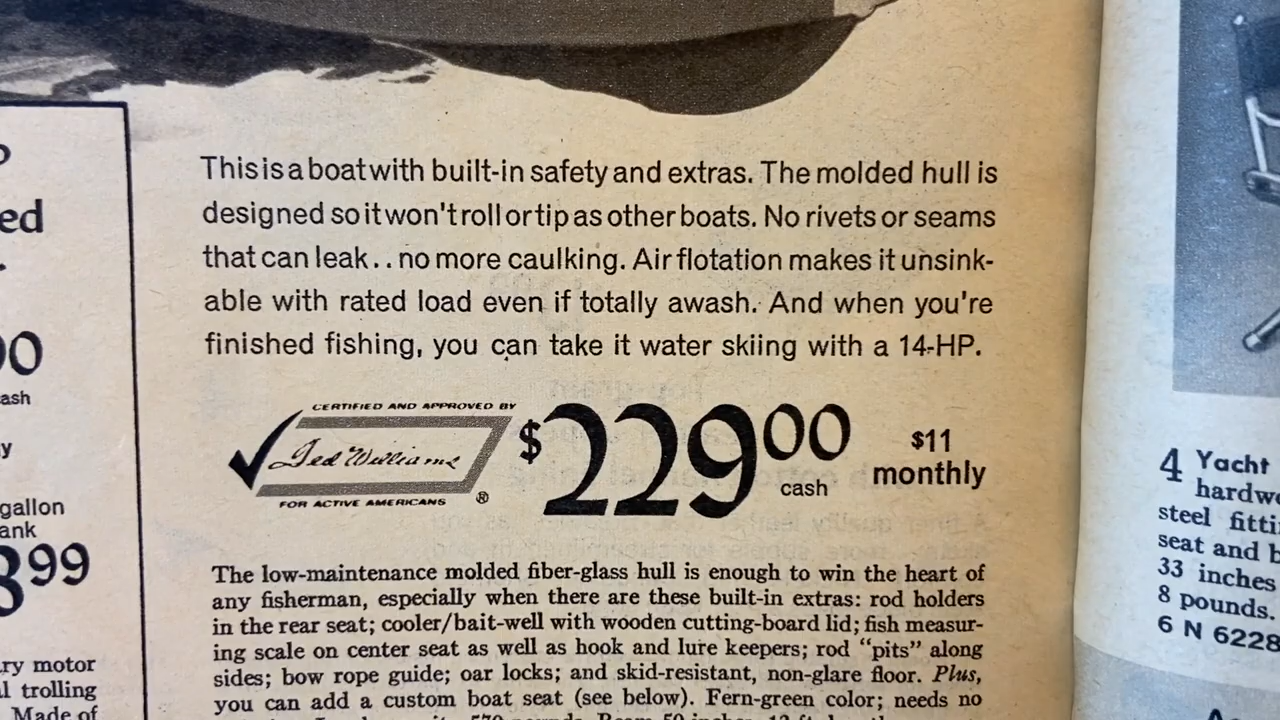 This is a boat with built-in safety and extras. The molded hull is
designed so it won't roll or tip as other boats. No rivets or seams
that can leak . . no more caulking. Air flotation makes it unsink-
able with rated load even if totally awash. And when you're
finished fishing, you can take it water skiing with a 14-HP.
CERTIFIED AND APPROVED BY
Ted Williams
FOR ACTIVE AMERICANS ®
$229.00
cash
$11
monthly
The low-maintenance molded fiber-glass hull is enough to win the heart of
any fisherman, especially when there are these built-in extras: rod holders
in the rear seat; cooler/bait-well with wooden cutting-board lid; fish measur-
ing scale on center seat as well as hook and lure keepers; rod "pits" along
sides; bow rope guide; oar locks; and skid-resistant, non-glare floor. Plus,
you can add a custom boat seat (see below). Fern-green color; needs no
gallon
99
motor
trolling
Made of
4 Yacht
steel
seat and
33 inches
8 pounds.
6 N 6228